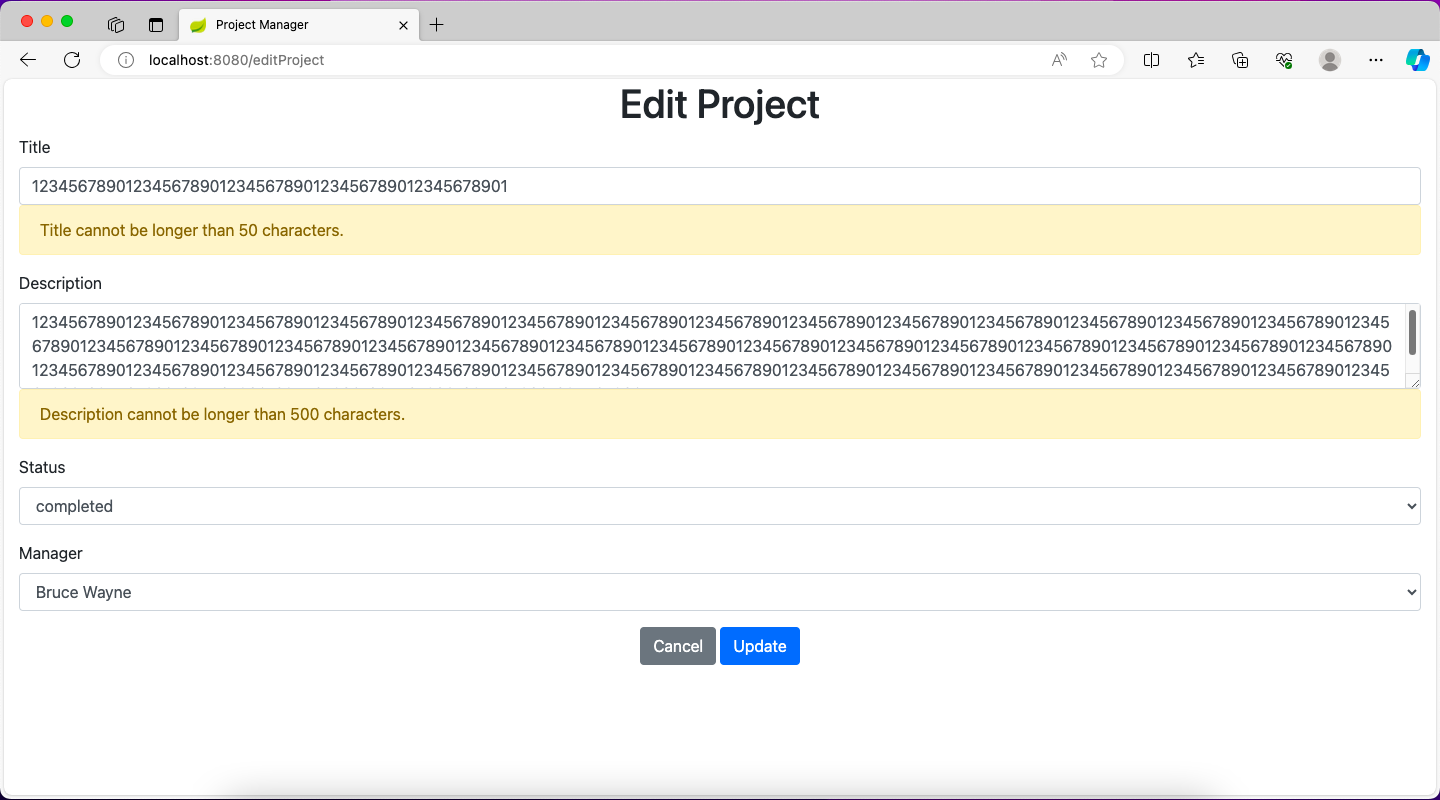 Project Manager
localhost:8080/editProject
Edit Project
Title
123456789012345678901234567890123456789012345678901
Title cannot be longer than 50 characters.
Description
1234567890123456789012345678901234567890123456789012345678901234567890123456789012345678901234567890123456789012345678901234567890123456789012345
6789012345678901234567890123456789012345678901234567890123456789012345678901234567890123456789012345678901234567890123456789012345678901234567890
1234567890123456789012345678901234567890123456789012345678901234567890123456789012345678901234567890123456789012345678901234567890123456789012345
Description cannot be longer than 500 characters.
Status
completed
Manager
Bruce Wayne
Cancel Update